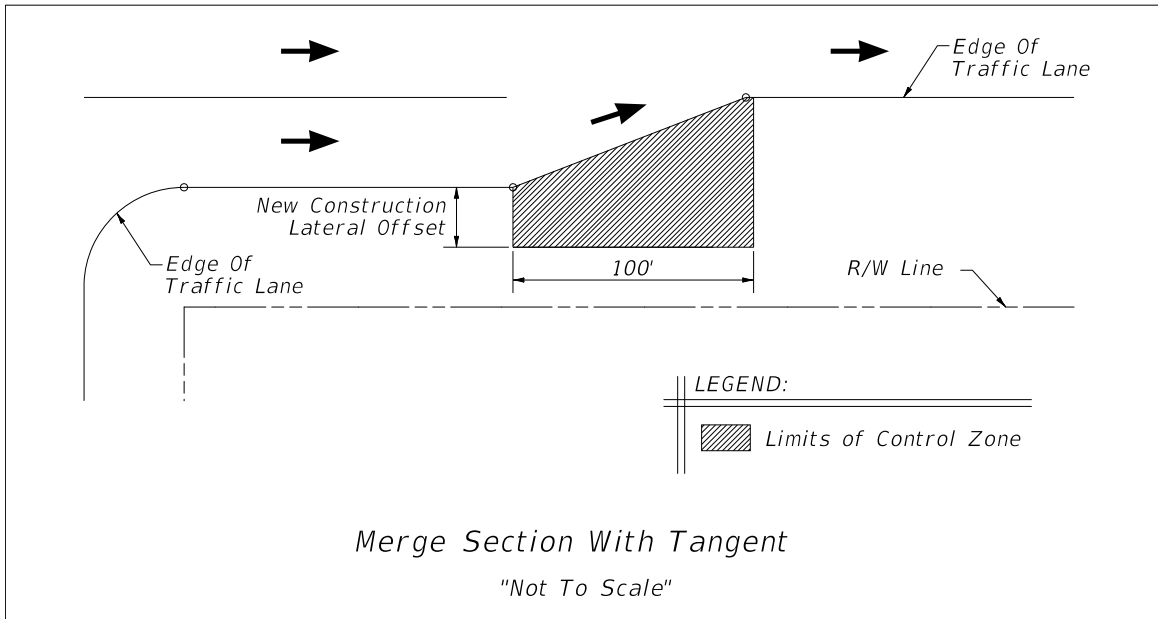 Edge Of
Traffic Lane
New Construction
Lateral Offset
Edge Of
Traffic Lane
100'
R/W Line
LEGEND:
Limits of Control Zone
Merge Section With Tangent
"Not To Scale"